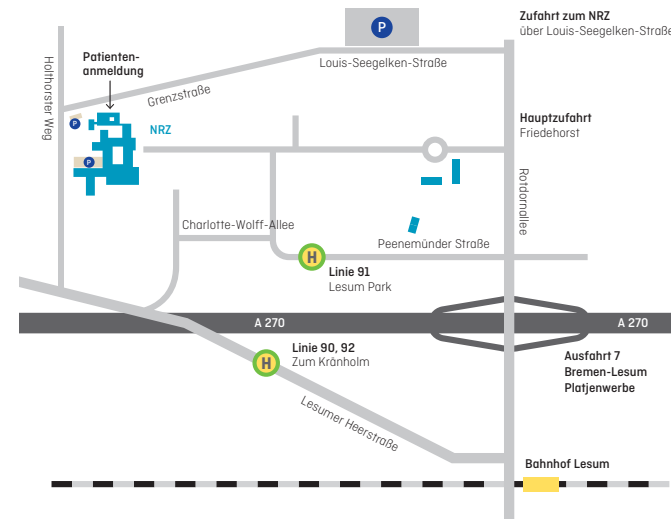 Zufahrt zum NRZ
über Louis-Seegelken-Straße
P
Louis-Seegelken-Straße
Patienten-
anmeldung
Holthorster Weg
Grenzstraße
P
NRZ
P
Hauptzufahrt
Friedehorst
Rotdornallee
Charlotte-Wolff-Allee
Peenemünder Straße
H
Linie 91
Lesum Park
A 270
A 270
Linie 90, 92
Zum Kränholm
H
Ausfahrt 7
Bremen-Lesum
Platjenwerbe
Lesumer Heerstraße
Bahnhof Lesum